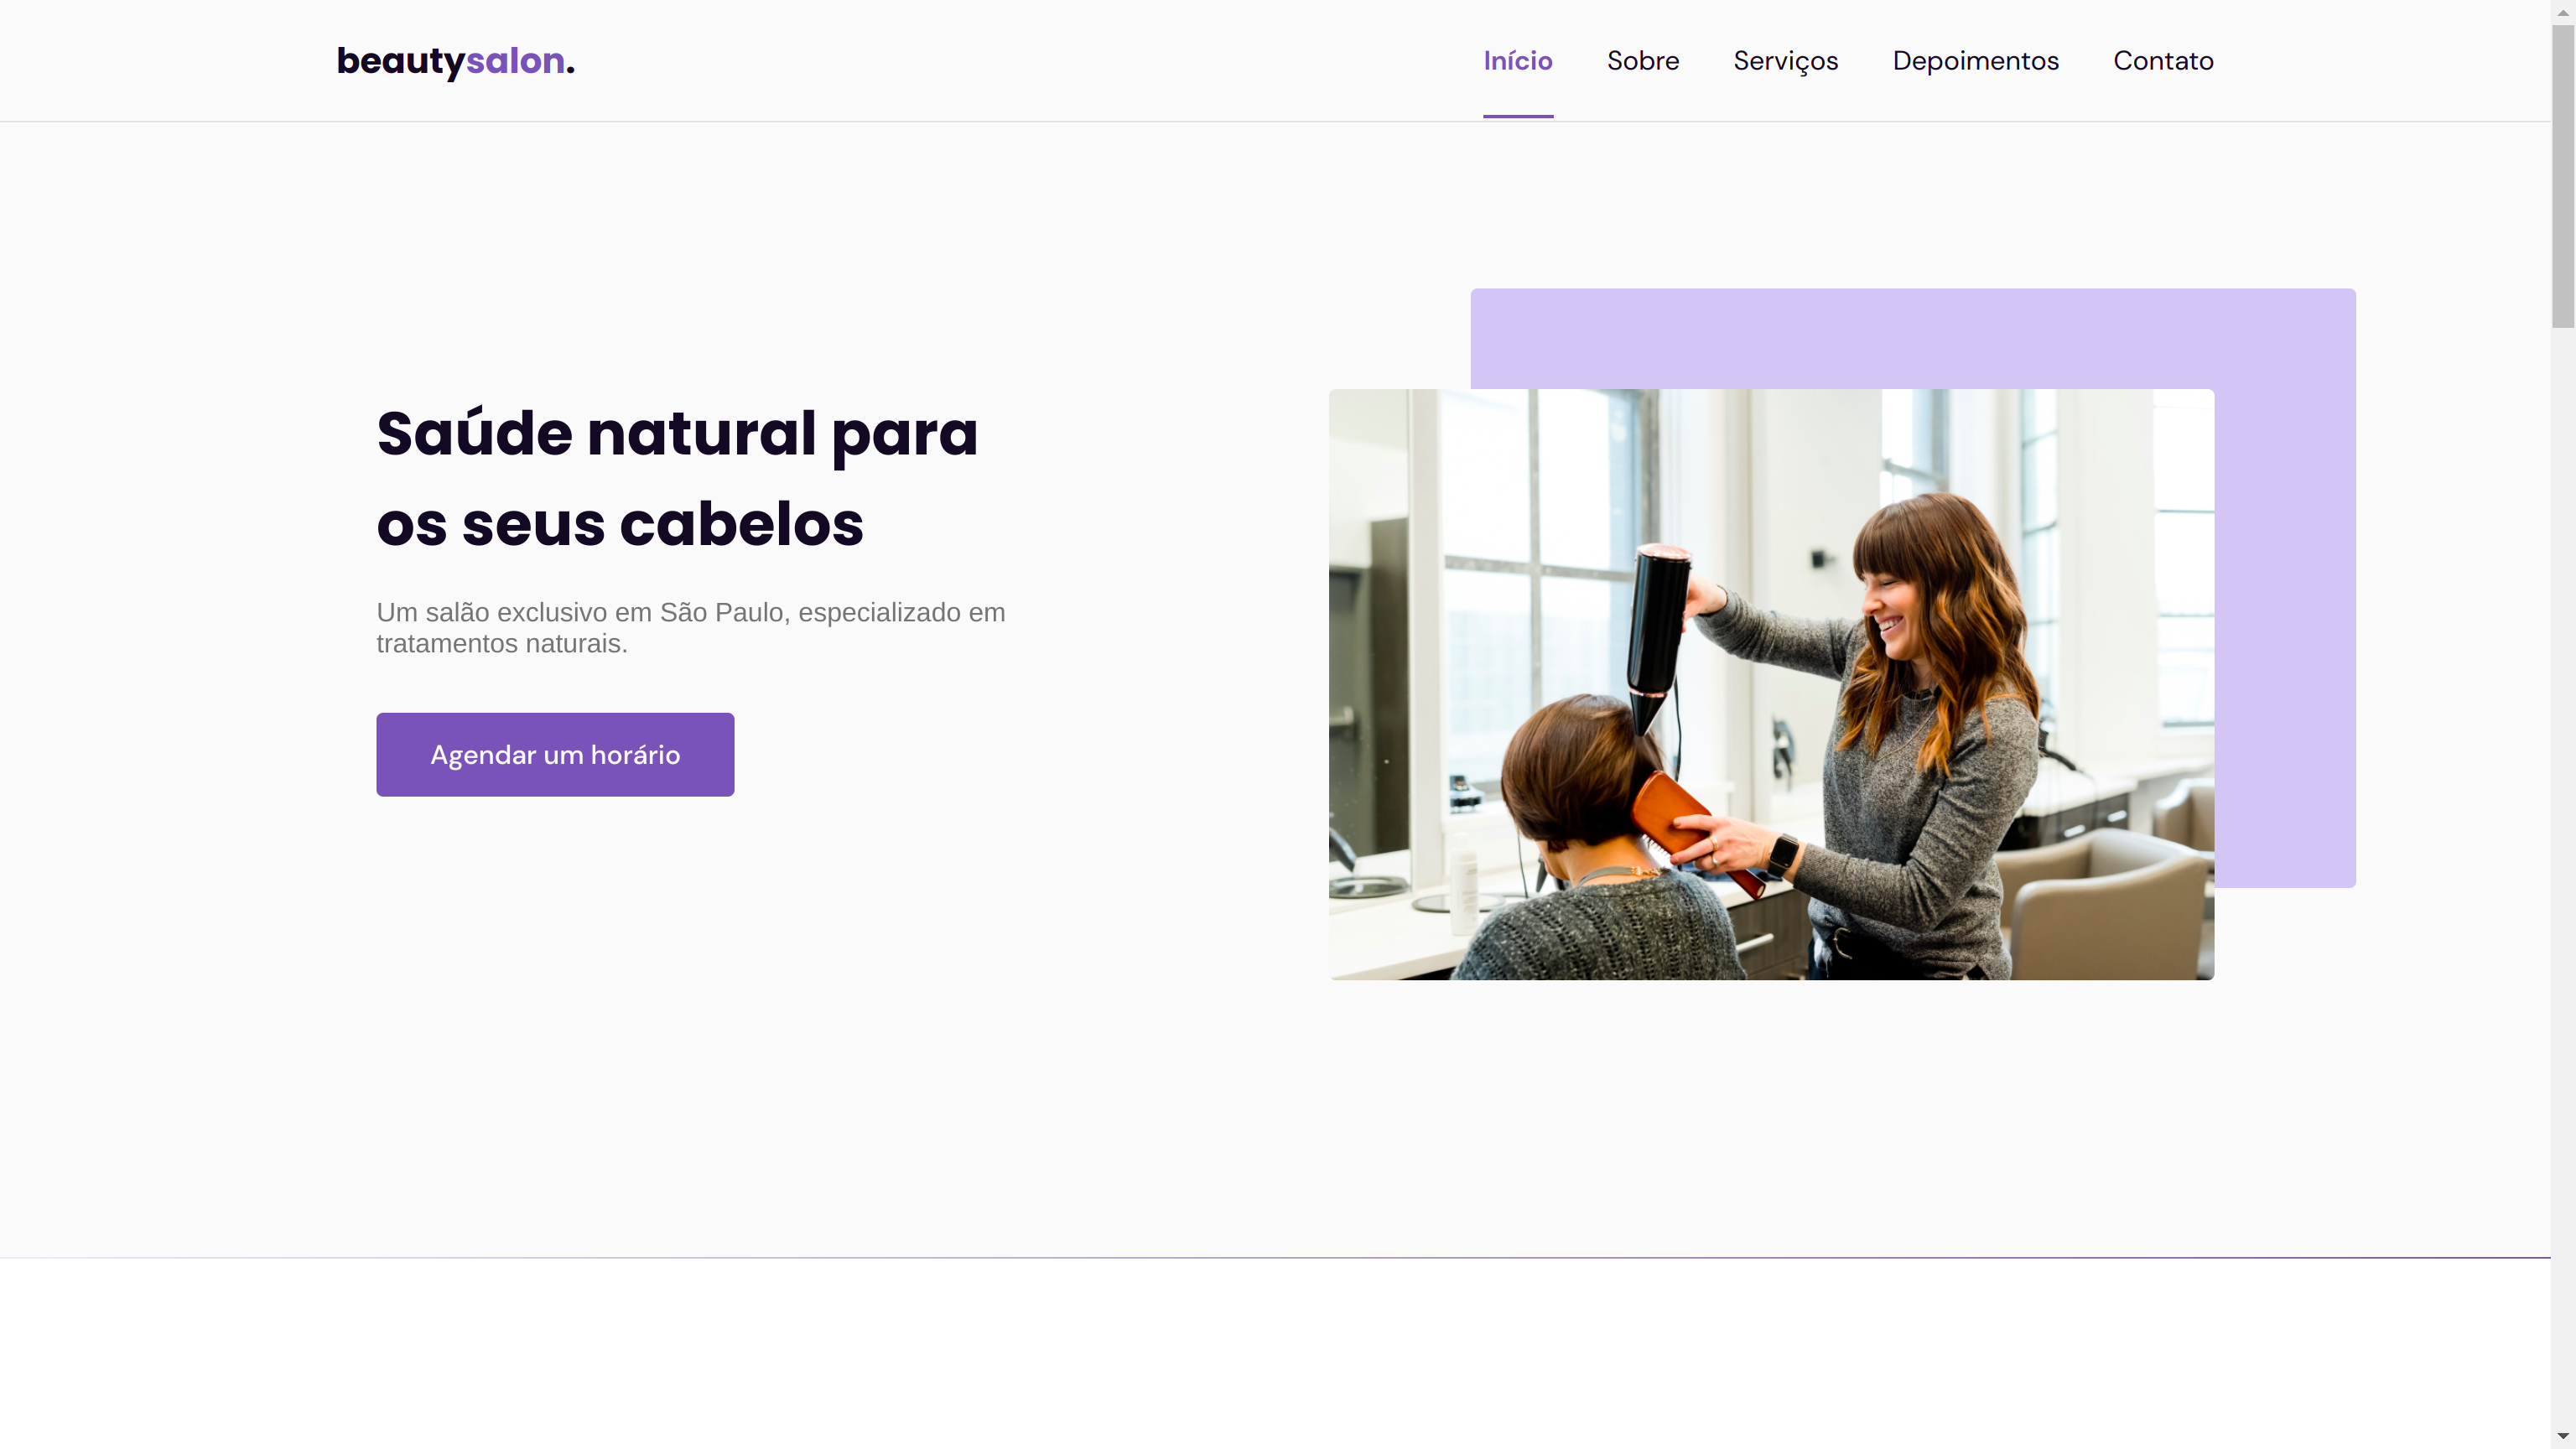 beautysalon.
Início Sobre Serviços Depoimentos Contato
Saúde natural para
os seus cabelos
Um salão exclusivo em São Paulo, especializado em
tratamentos naturais.
Agendar um horário